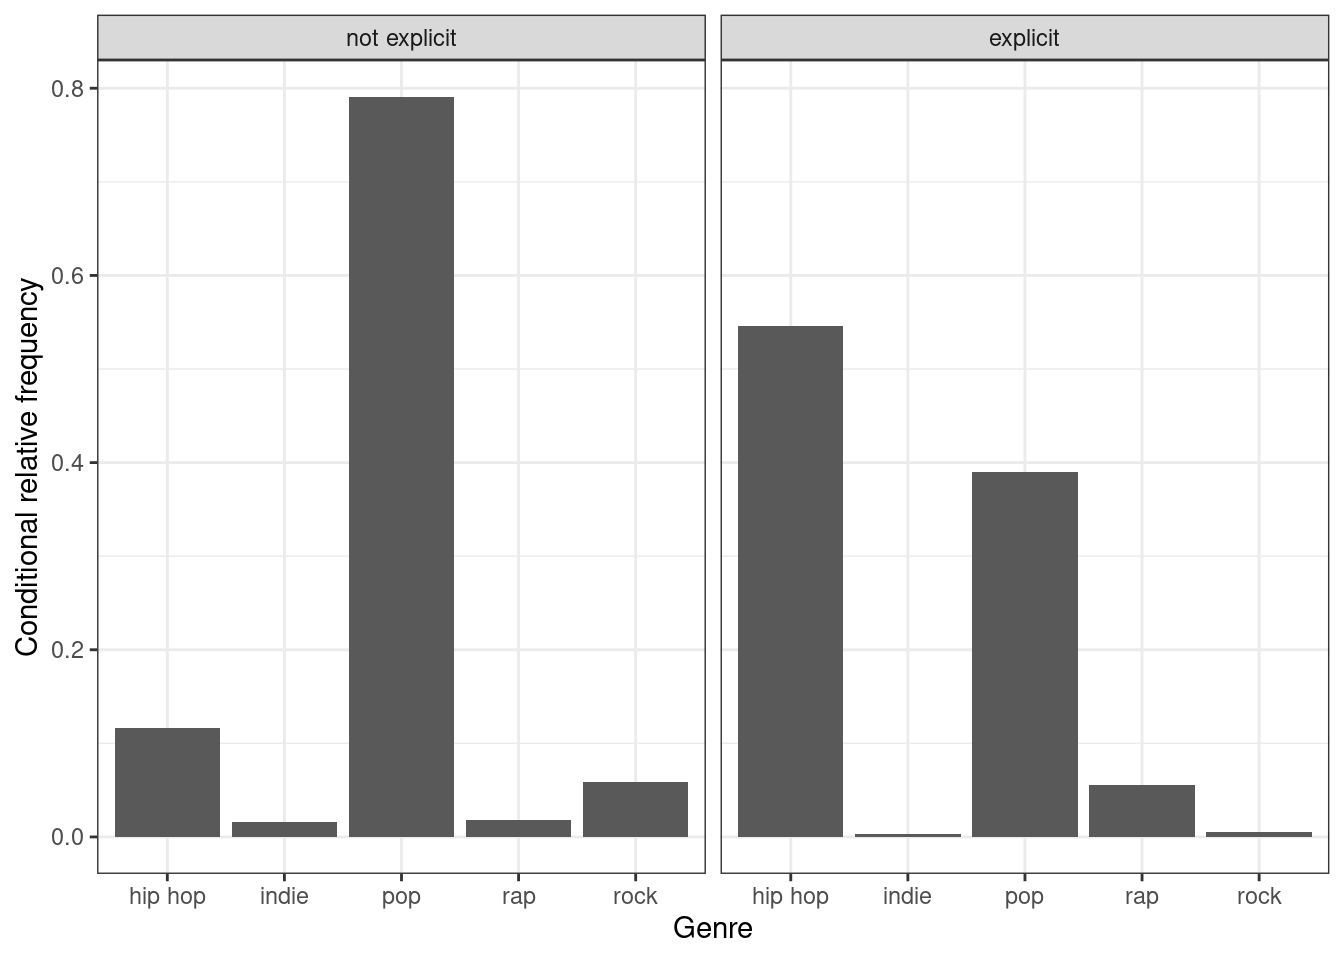 not explicit
explicit
Conditional relative frequency
0.8
0.6
0.4
0.2
0.0
hip hop indie pop rap rock
hip hop indie pop rap rock
Genre